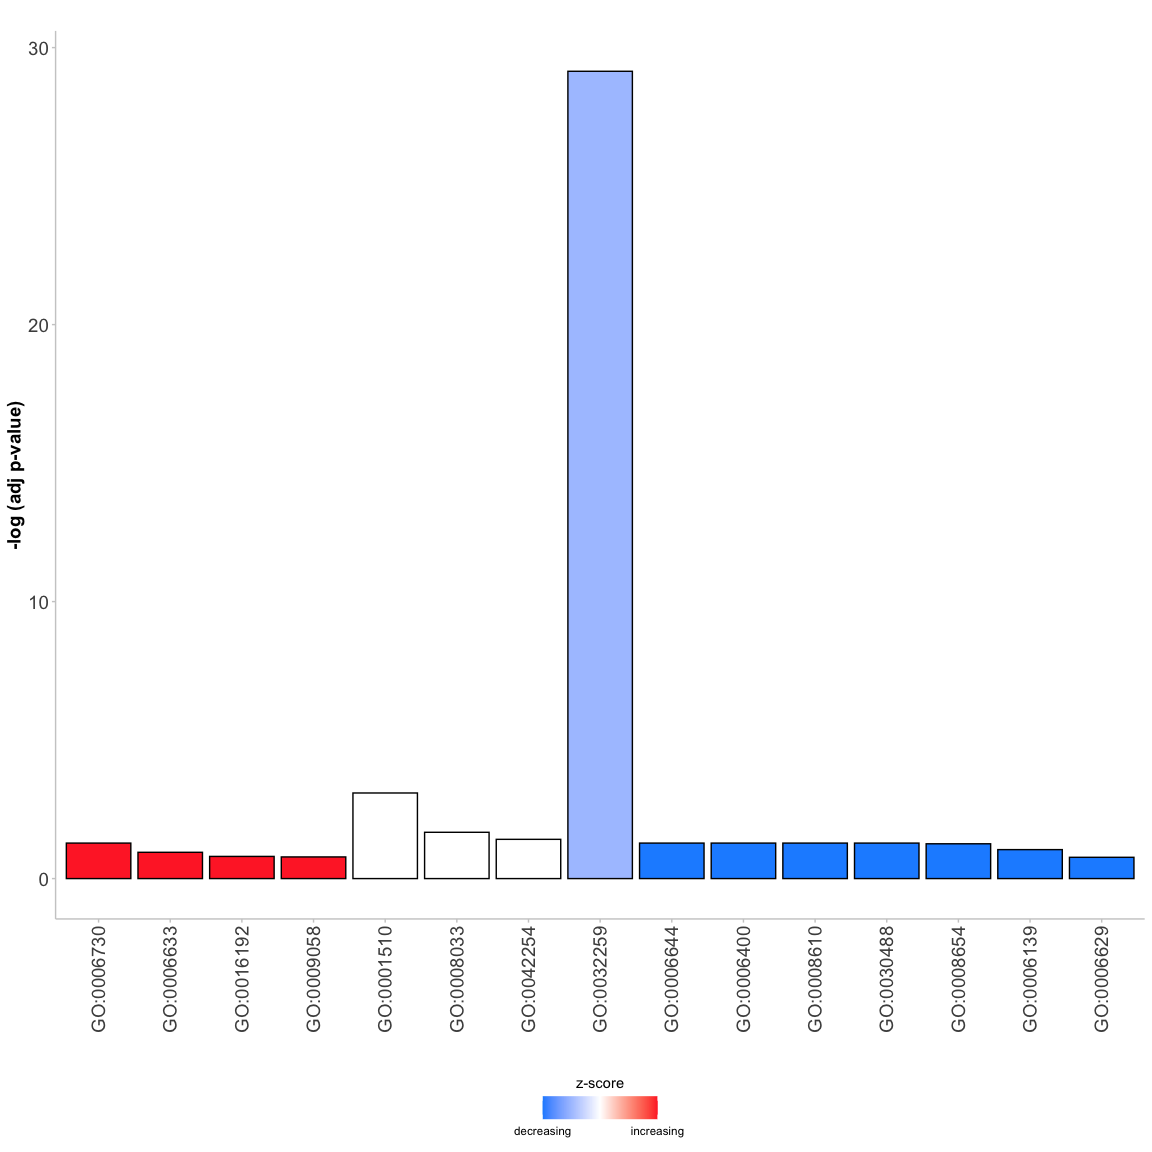 30
20
10
0
-log (adj p-value)
GO:0006730
GO:0006633
GO:0016192
GO:0009058
GO:0001510
GO:0008033
GO:0042254
GO:0032259
GO:0006644
GO:0006400
GO:0008610
GO:0030488
GO:0008654
GO:0006139
GO:0006629
z-score
decreasing increasing